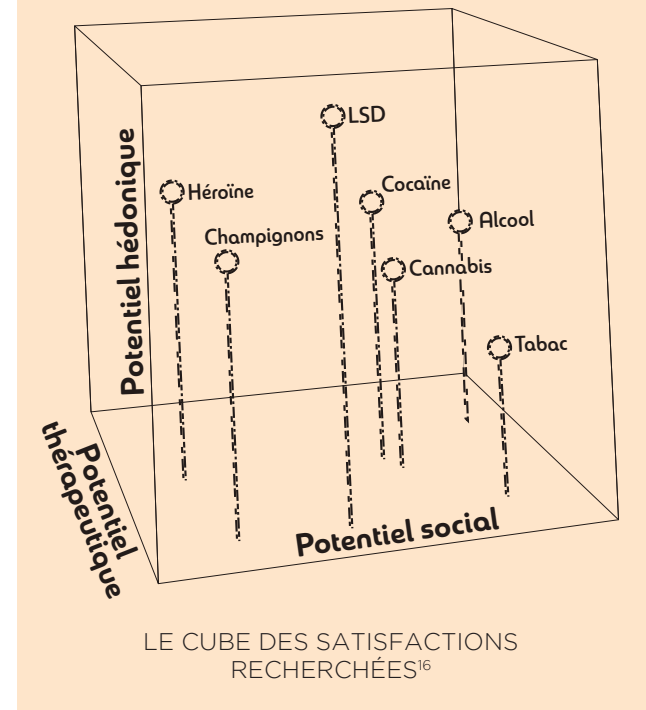 LSD
Cocaïne
Héroïne
Alcool
Champignons
Cannabis
Tabac
Potentiel hédonique
Potentiel
thérapeutique
Potentiel social
LE CUBE DES SATISFACTIONS
RECHERCHÉES16